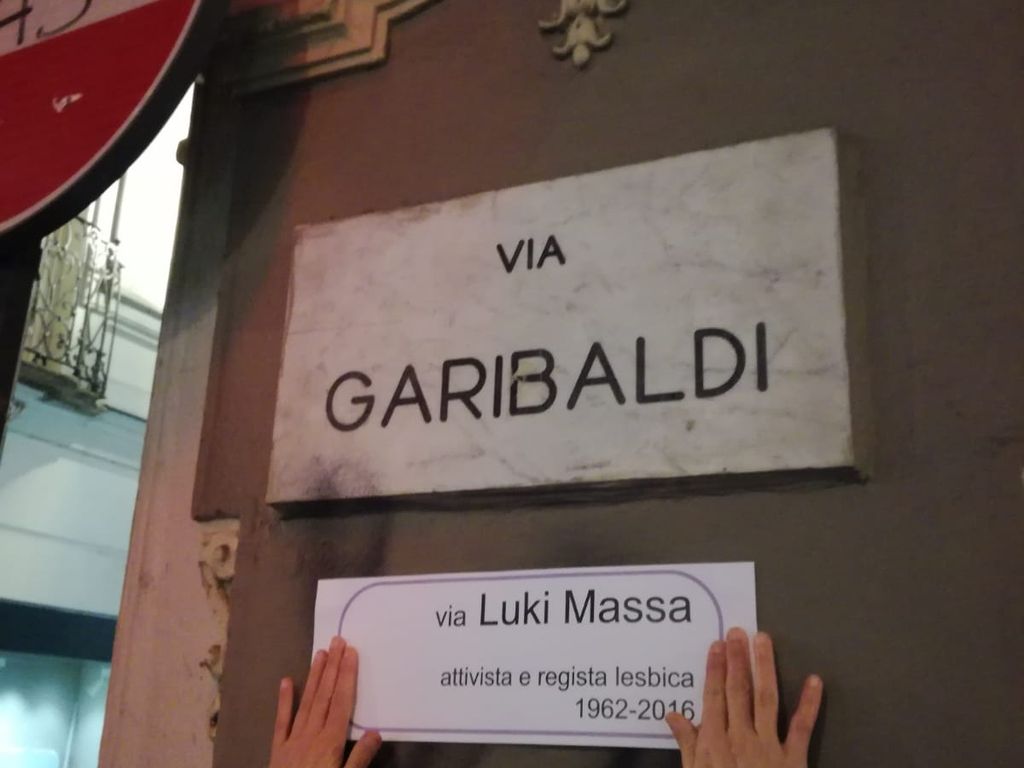 VIA
GARIBALDI
via Luki Massa
attivista e regista lesbica
1962-2016